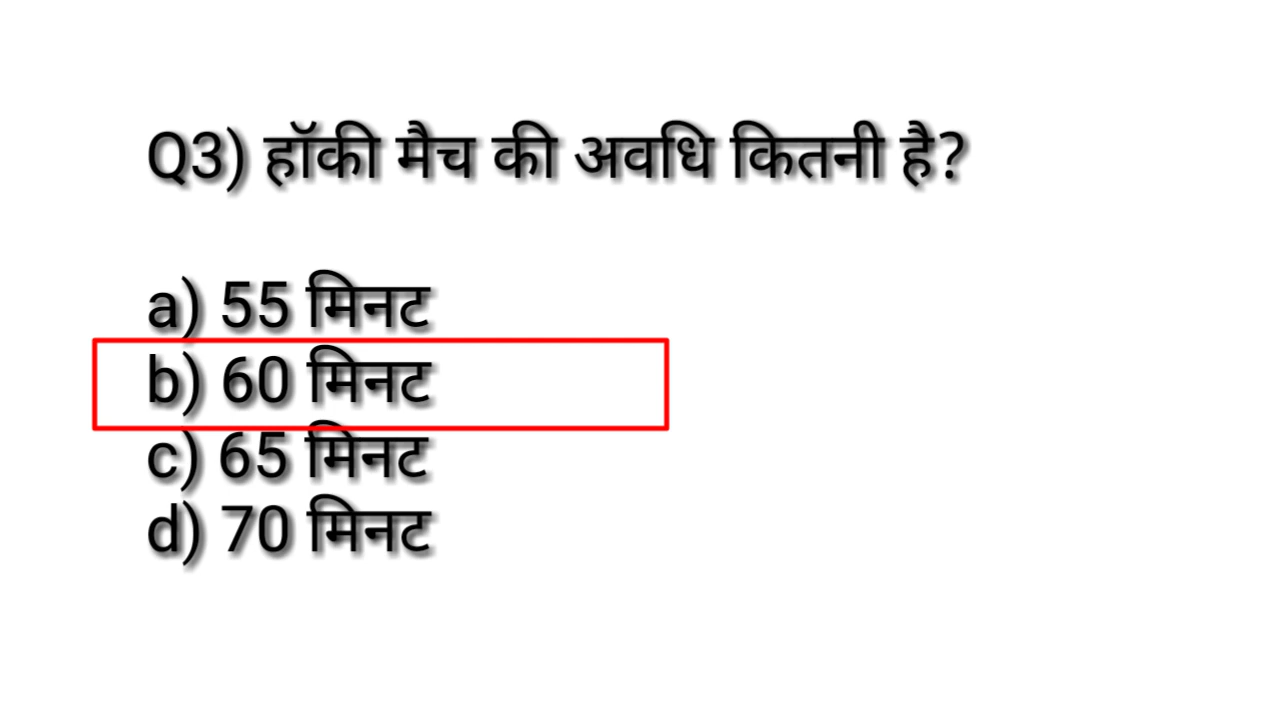 Q3) हॉकी मैच की अवधि कितनी है?
a) 55 मिनट
b) 60 मिनट
c) 65 मिनट
d) 70 मिनट